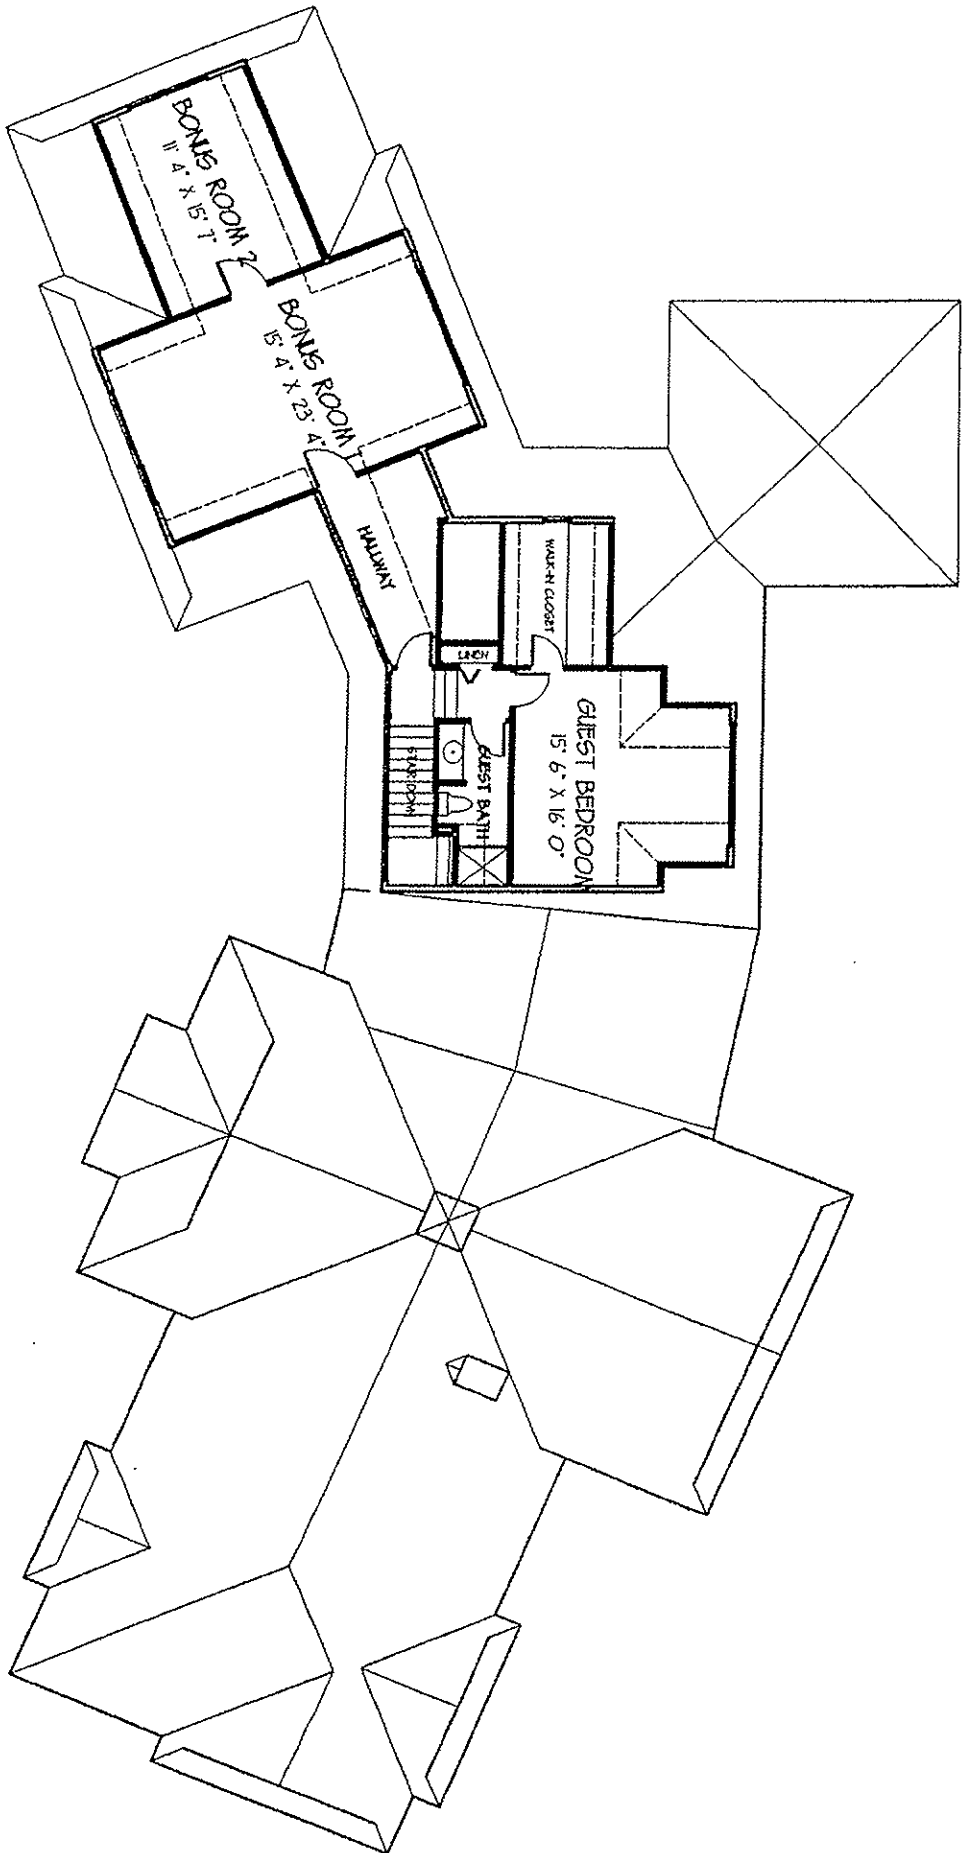 BONUS ROOM 2
11' 4" X 15' 7"
BONUS ROOM 1
15' 4" X 23' 4"
HALLWAY
WALK-IN CLOSET
LINEN
GUEST BEDROOM
15' 6" X 16' 0"
GUEST BATH
STAIR DOWN